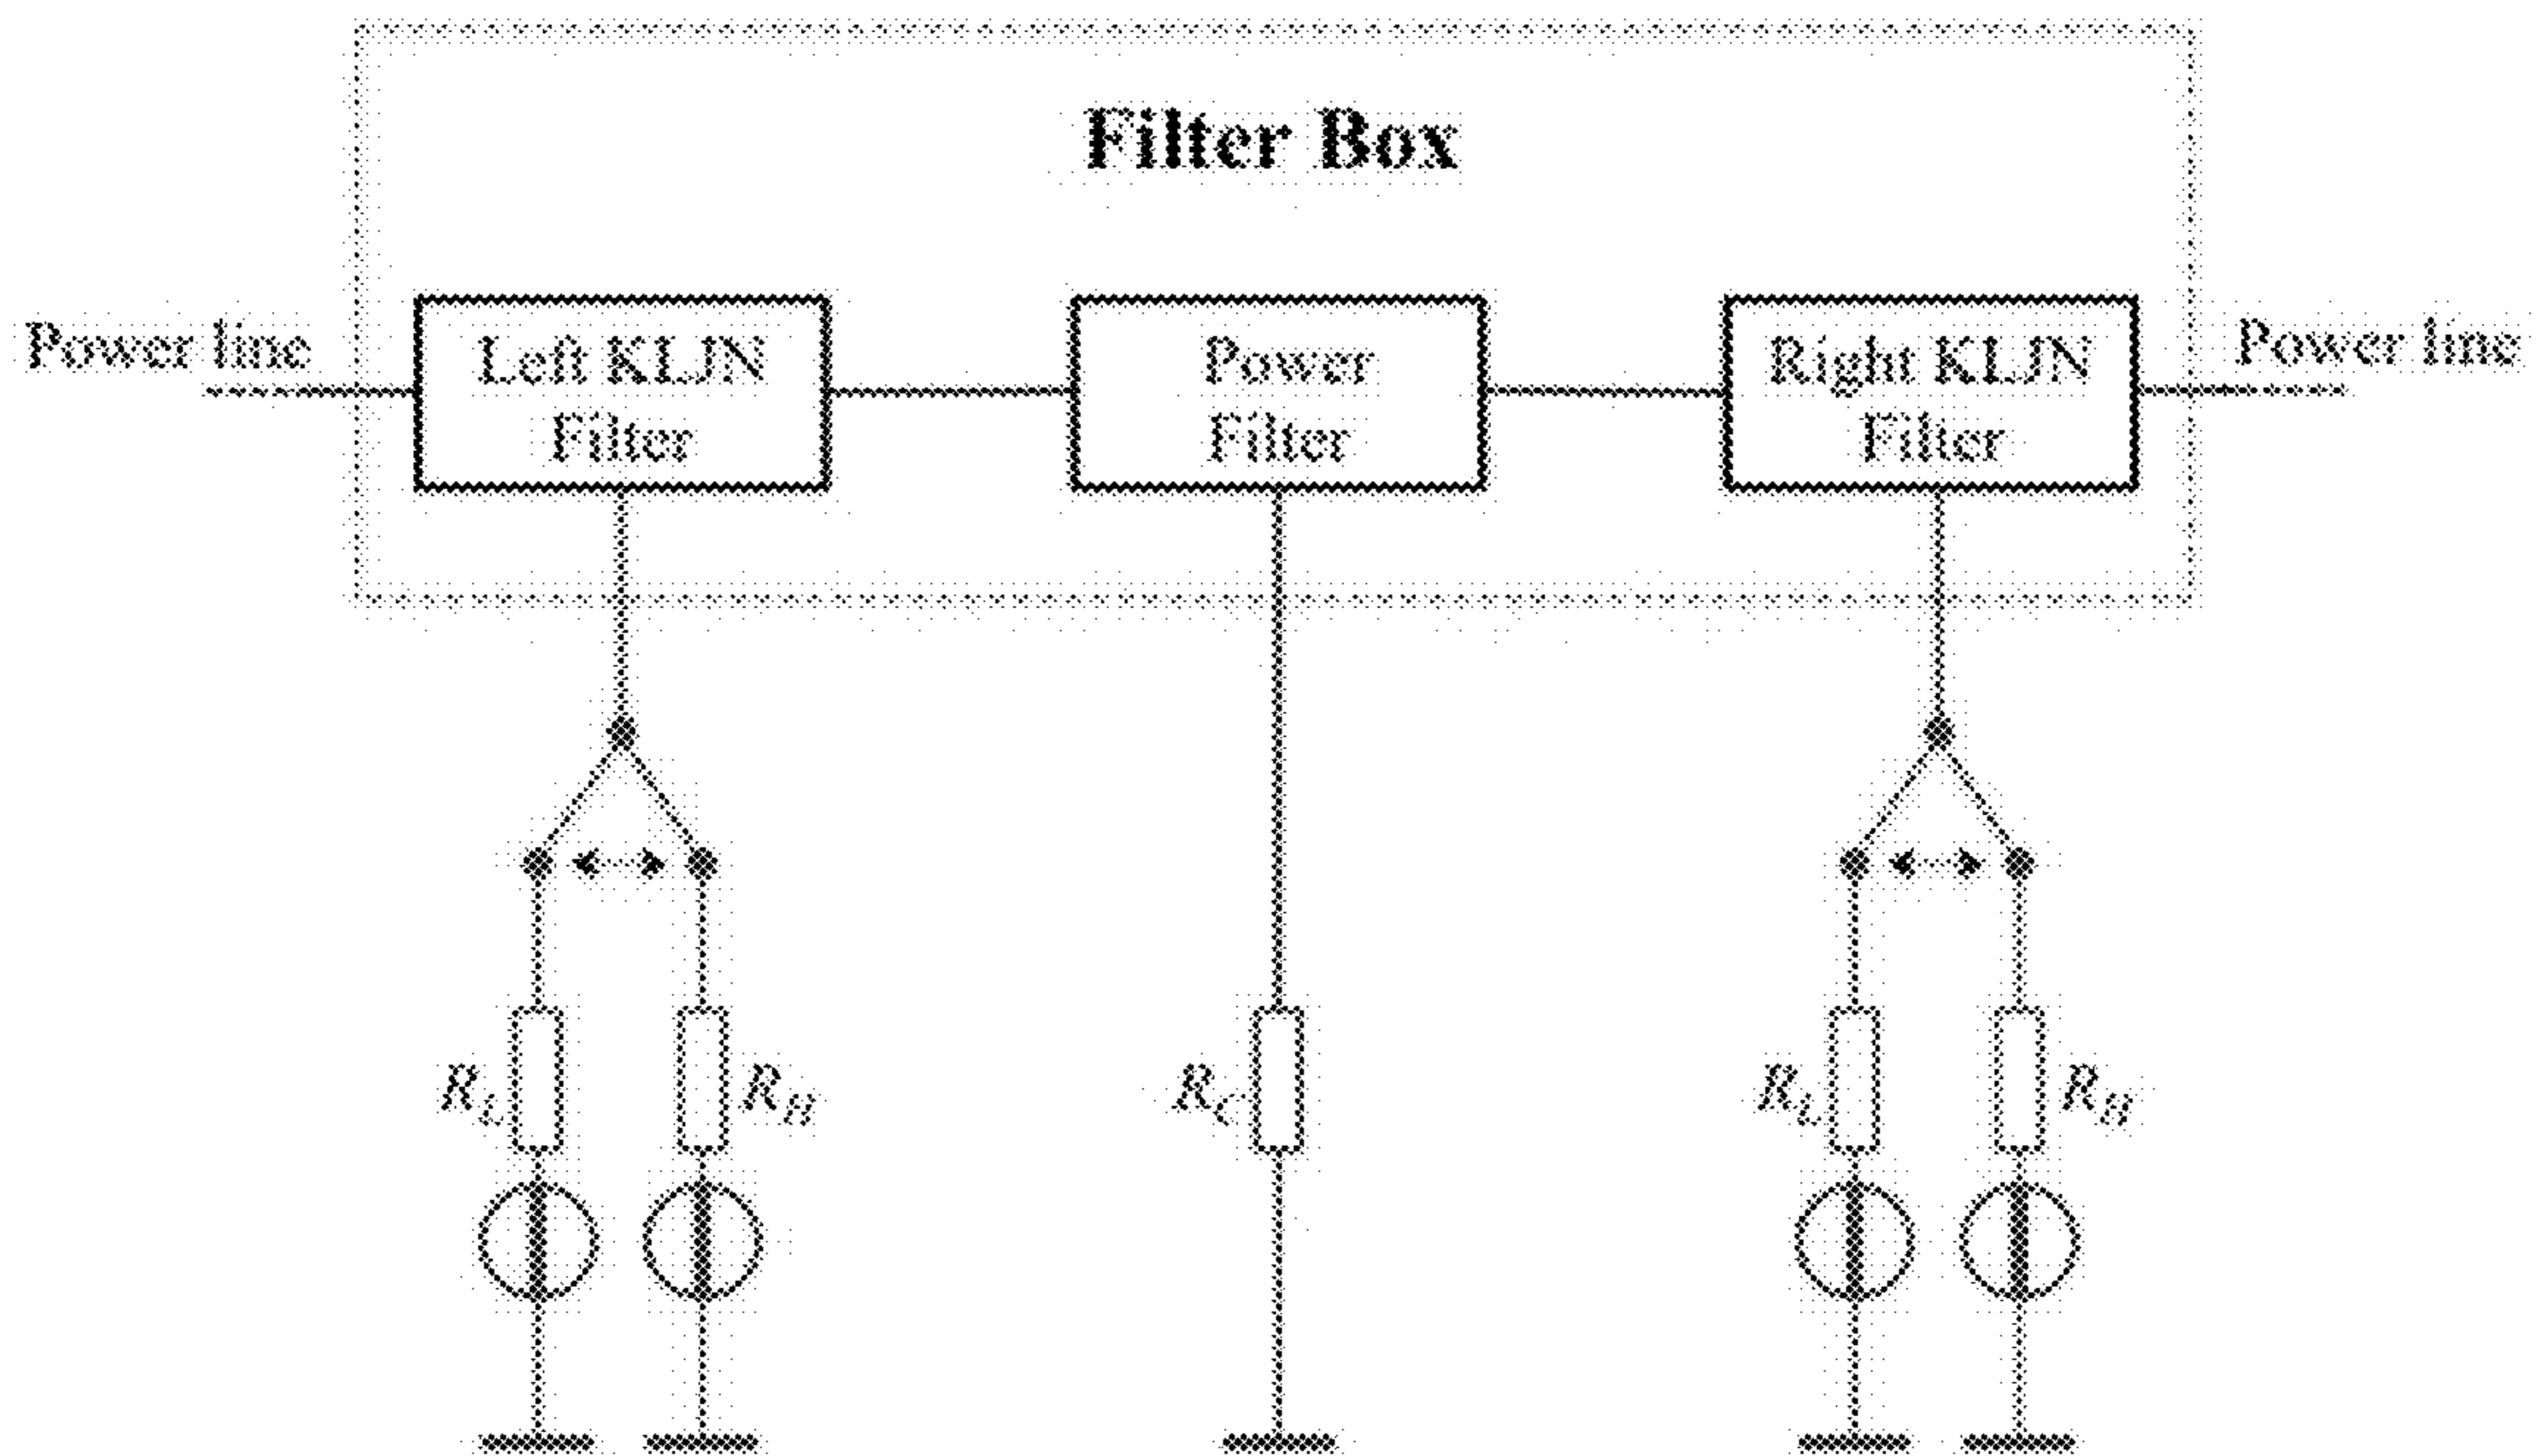 Filter Box
Power line
Left KLJN
Filter
Power
Filter
Right KLJN
Filter
Power line
R_L
R_H
R_C
R_L
R_H